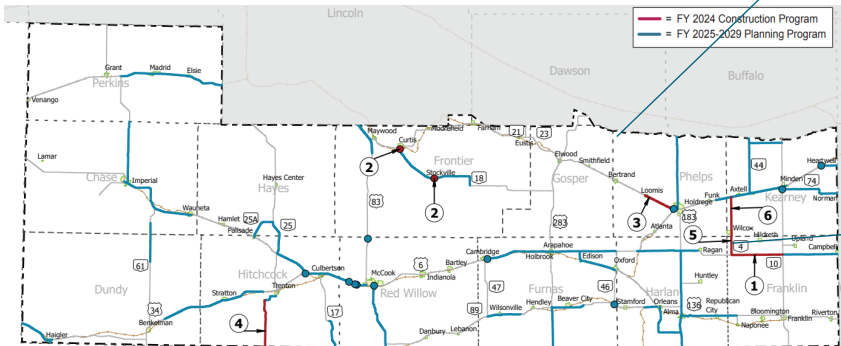 Lincoln
= FY 2024 Construction Program
= FY 2025-2029 Planning Program
Dawson
Buffalo
Grant
Madrid
Elsie
Perkins
Venango
Maywood
Curtis
Moorefield
Farnam
21
23
Eustis
2
Frontier
Elwood
Smithfield
44
Heartwell
Lamar
Chase
Imperial
Hayes Center
Hayes
Stockville
18
Gosper
Bertrand
Loomis
Phelps
Funk
Axtell
Minden
74
Kearney
Norman
Wauneta
83
2
3
Holdrege
183
6
Hamlet
25A
Palisade
25
283
Atlanta
5
Wilcox
4
Hildreth
Upland
61
Hitchcock
Culbertson
Cambridge
Arapahoe
Holbrook
Edison
Oxford
Ragan
Campbell
10
Dundy
Stratton
Trenton
McCook
6
Bartley
Indianola
Red Willow
47
Furnas
46
Harlan
Huntley
1
Franklin
34
Benkelman
4
17
89
Wilsonville
Hendley
Beaver City
Stamford
Orleans
Alma
136
Republican
City
Bloomington
Franklin
Riverton
Naponee
Haigler
Danbury
Lebanon